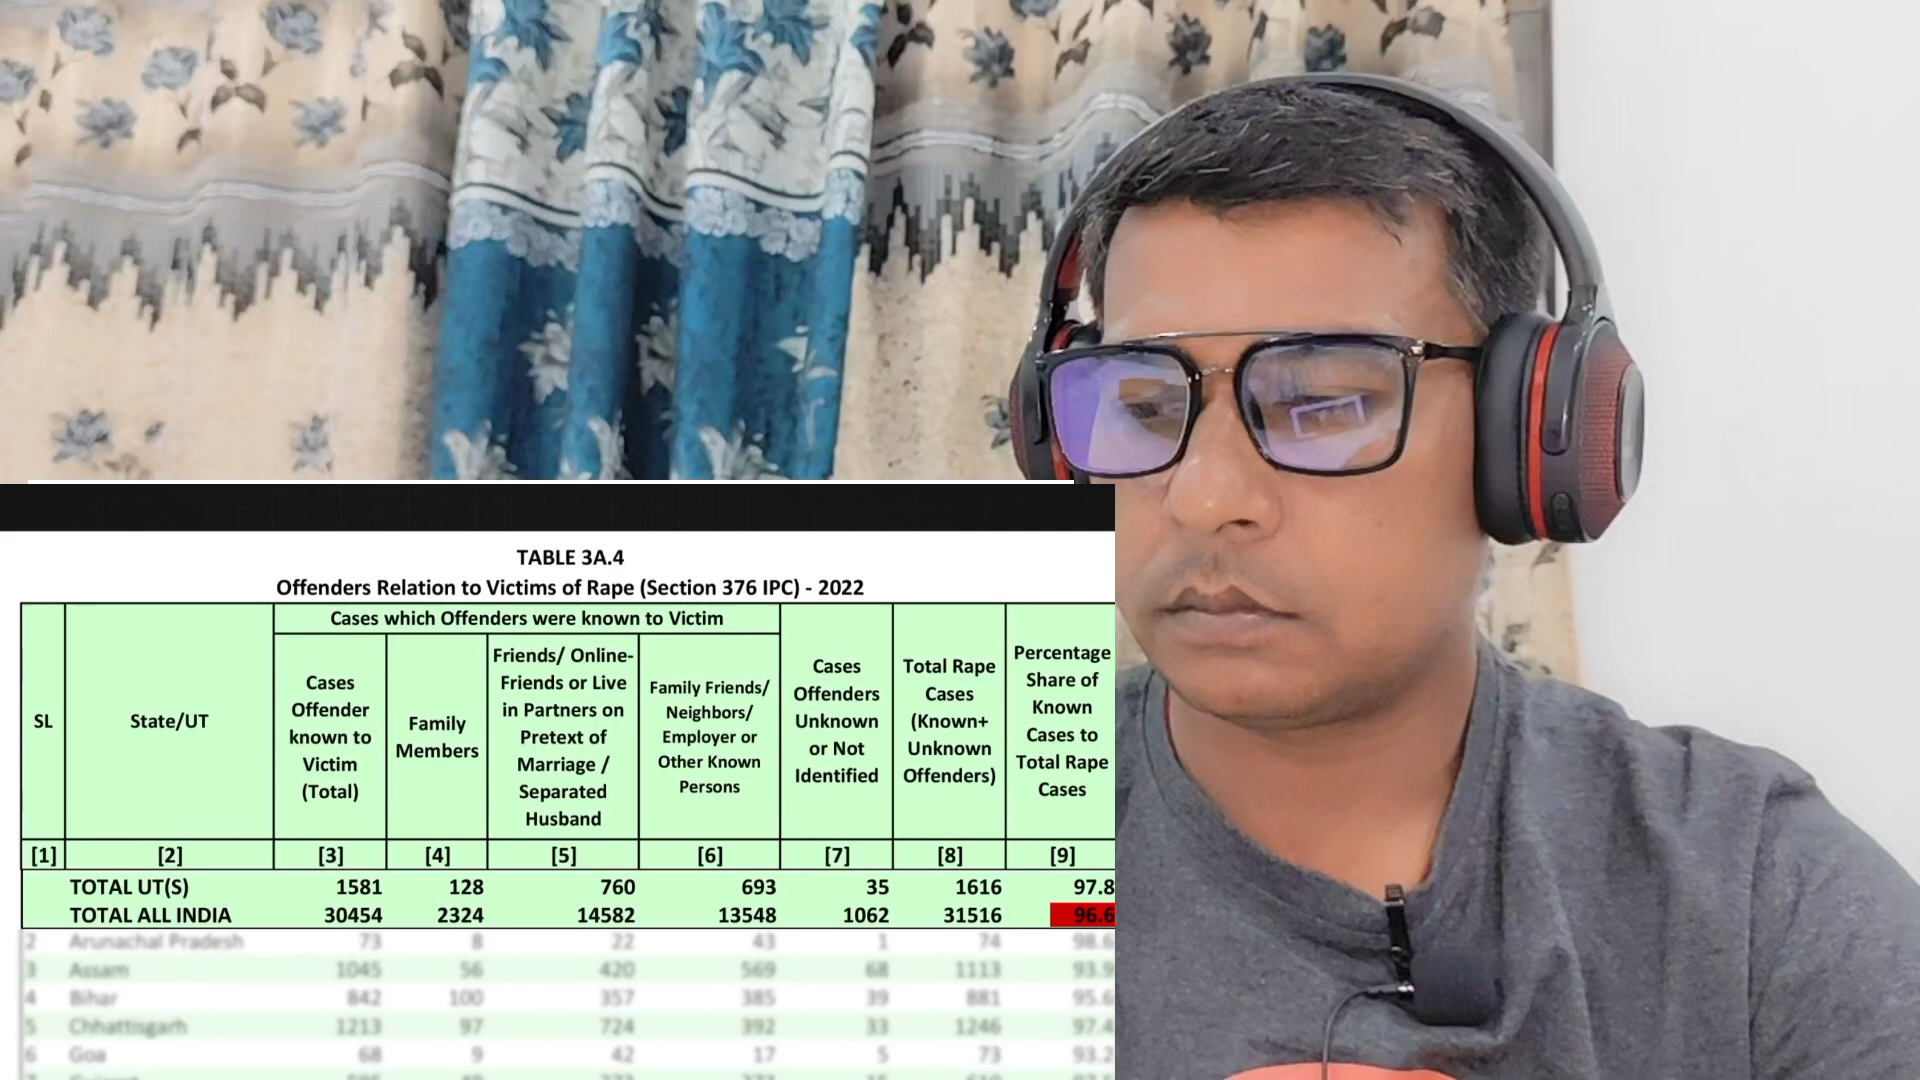 TABLE 3A.4
Offenders Relation to Victims of Rape (Section 376 IPC) - 2022
SL
State/UT
Cases which Offenders were known to Victim
Cases
Offender
known to
Victim
(Total)
Family
Members
Friends/ Online-
Friends or Live
in Partners on
Pretext of
Marriage /
Separated
Husband
Family Friends/
Neighbors/
Employer or
Other Known
Persons
Cases
Offenders
Unknown
or Not
Identified
Total Rape
Cases
(Known+
Unknown
Offenders)
Percentage
Share of
Known
Cases to
Total Rape
Cases
[1] [2] [3] [4] [5] [6] [7] [8] [9]
TOTAL UT(S) 1581 128 760 693 35 1616 97.8
TOTAL ALL INDIA 30454 2324 14582 13548 1062 31516 96.6
2 Arunachal Pradesh 73 8 22 43 1 74 98.6
3 Assam 1045 56 420 569 68 1113 93.9
4 Bihar 842 100 357 385 39 881 95.6
5 Chhattisgarh 1213 97 724 392 33 1246 97.4
6 Goa 68 9 42 17 5 73 93.2